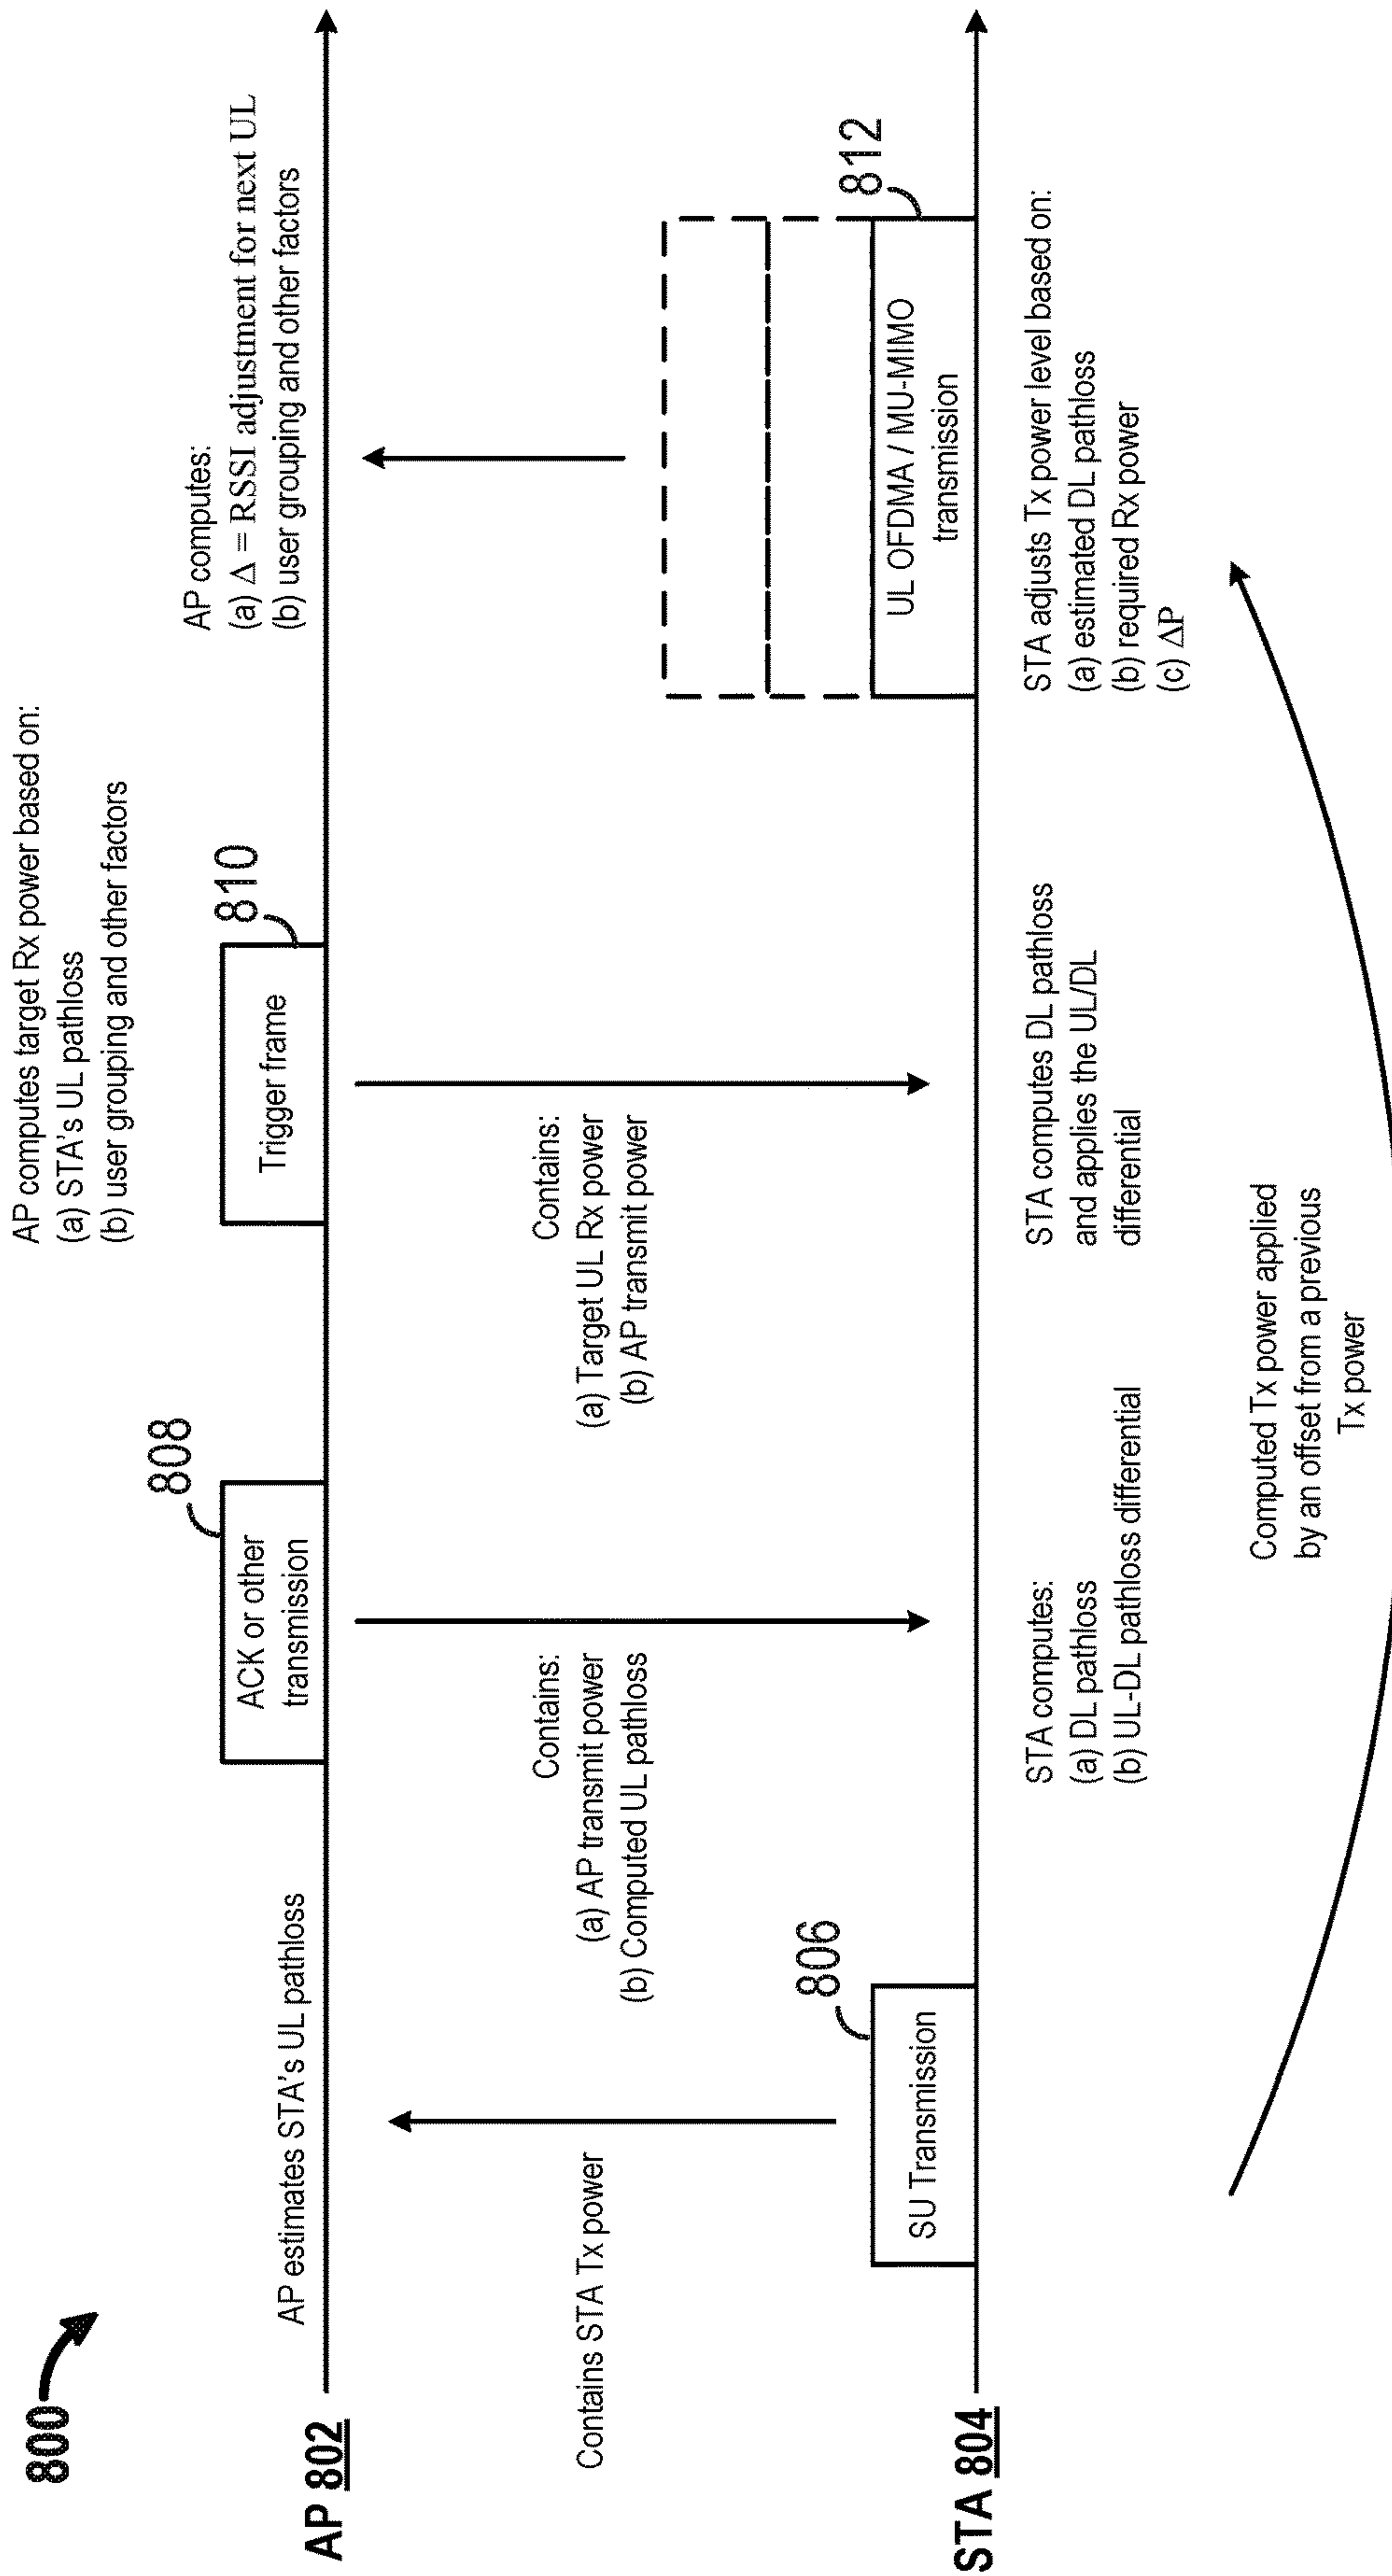 800
AP 802
AP estimates STA's UL pathloss
Contains STA Tx power
SU Transmission
806
STA 804
ACK or other
transmission
808
Contains:
(a) AP transmit power
(b) Computed UL pathloss
STA computes:
(a) DL pathloss
(b) UL-DL pathloss differential
AP computes target Rx power based on:
(a) STA's UL pathloss
(b) user grouping and other factors
Trigger frame
810
Contains:
(a) Target UL Rx power
(b) AP transmit power
STA computes DL pathloss
and applies the UL/DL
differential
AP computes:
(a) Δ = RSSI adjustment for next UL
(b) user grouping and other factors
UL OFDMA / MU-MIMO
transmission
812
STA adjusts Tx power level based on:
(a) estimated DL pathloss
(b) required Rx power
(c) ΔP
Computed Tx power applied
by an offset from a previous
Tx power